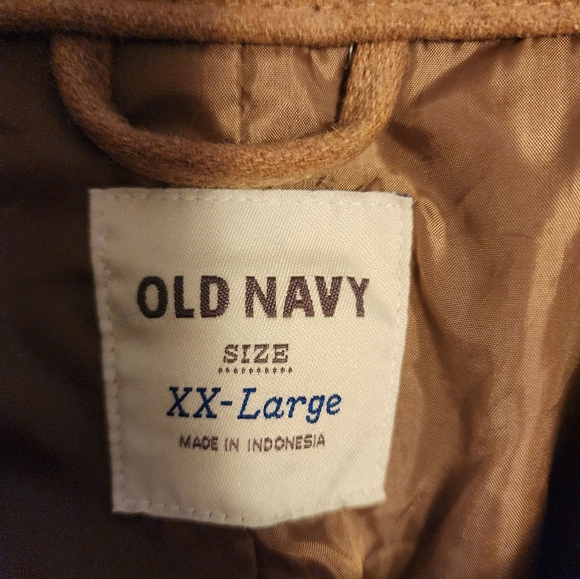 OLD NAVY
SIZE
XX-Large
MADE IN INDONESIA